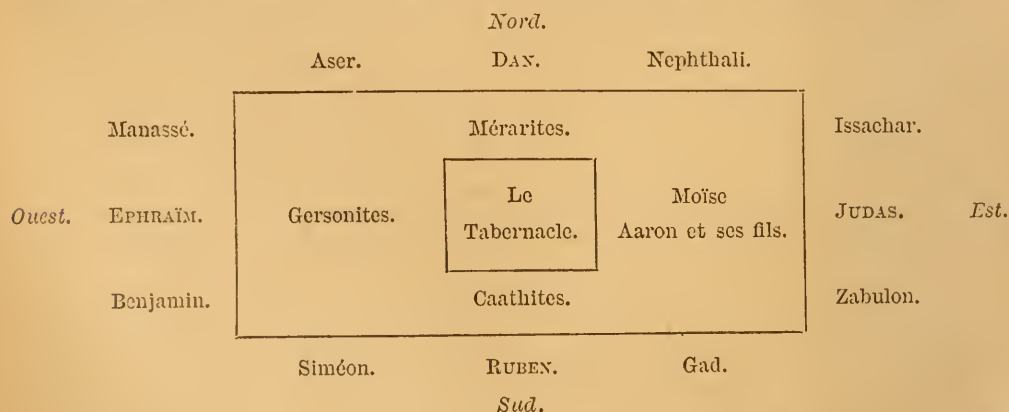 Nord.
Aser. DAN. Nephthali.
Manassé. Mérarites. Issachar.
Le Moïse
Ouest. EPHRAÏM. Gersonites. JUDAS. Est.
Tabernacle. Aaron et ses fils.
Benjamin. Caathites. Zabulon.
Siméon. RUBEN. Gad.
Sud.